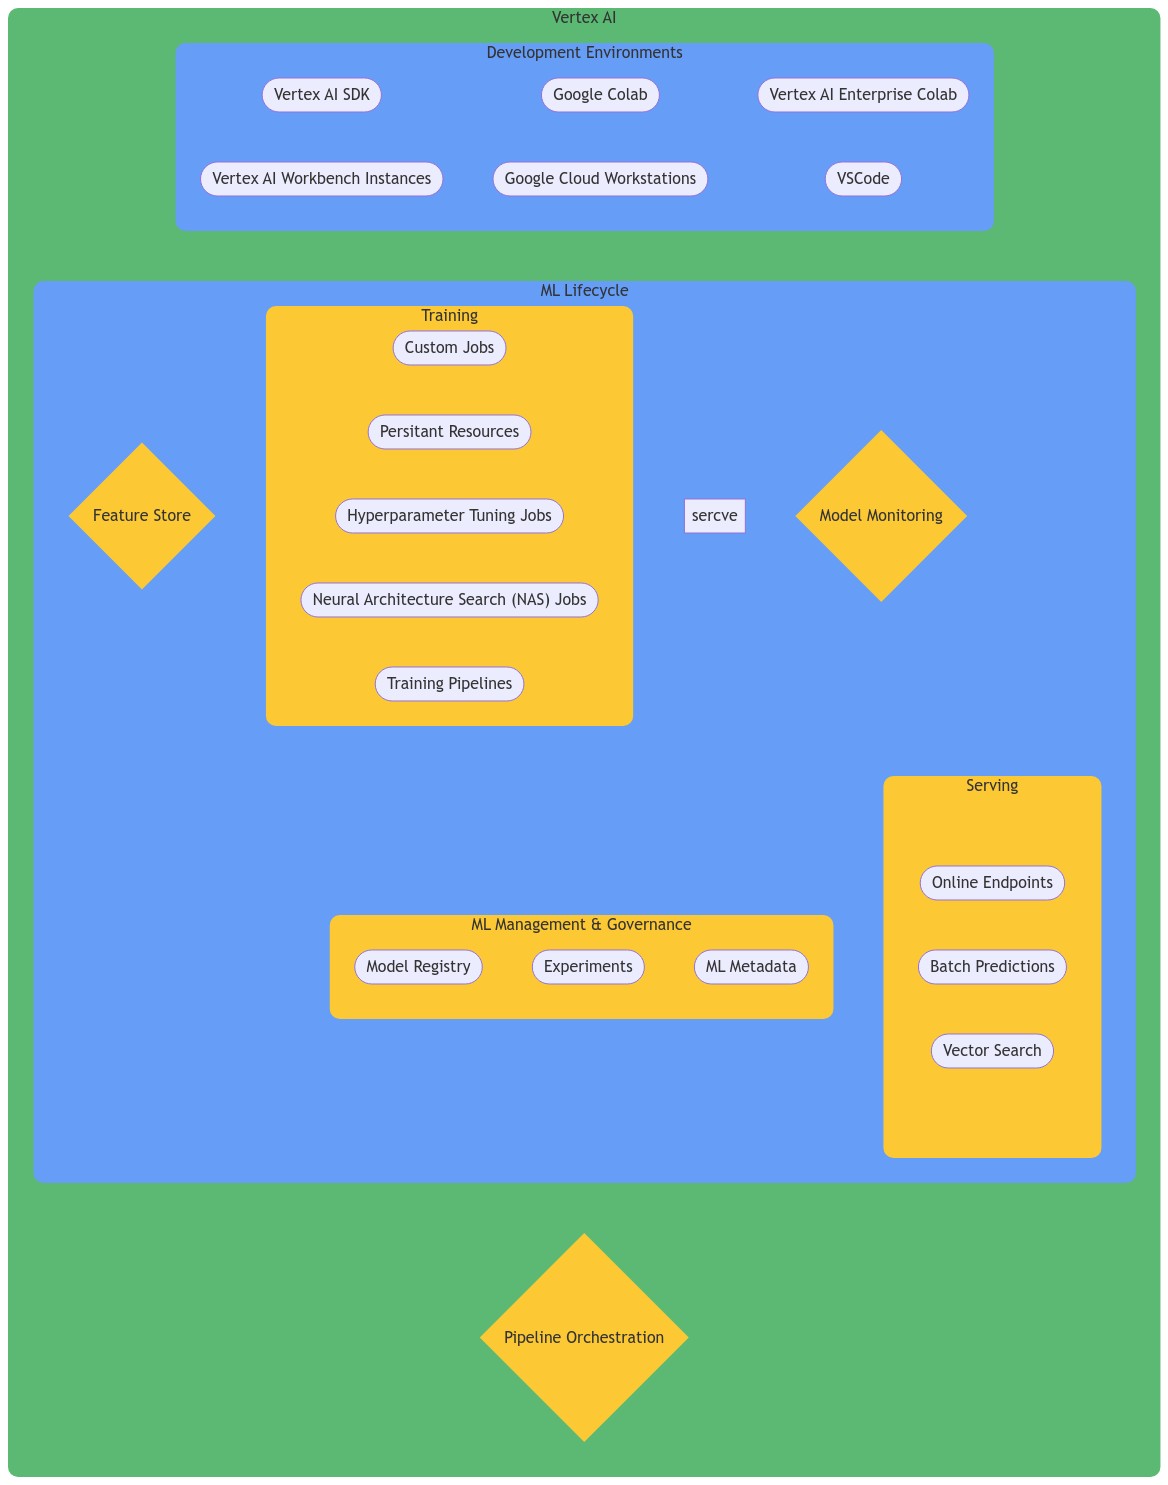 Vertex AI
Development Environments
Vertex AI SDK
Google Colab
Vertex AI Enterprise Colab
Vertex AI Workbench Instances
Google Cloud Workstations
VSCode
ML Lifecycle
Training
Custom Jobs
Persitant Resources
Feature Store
Hyperparameter Tuning Jobs
sercve
Model Monitoring
Neural Architecture Search (NAS) Jobs
Training Pipelines
Serving
Online Endpoints
ML Management & Governance
Model Registry
Experiments
ML Metadata
Batch Predictions
Vector Search
Pipeline Orchestration